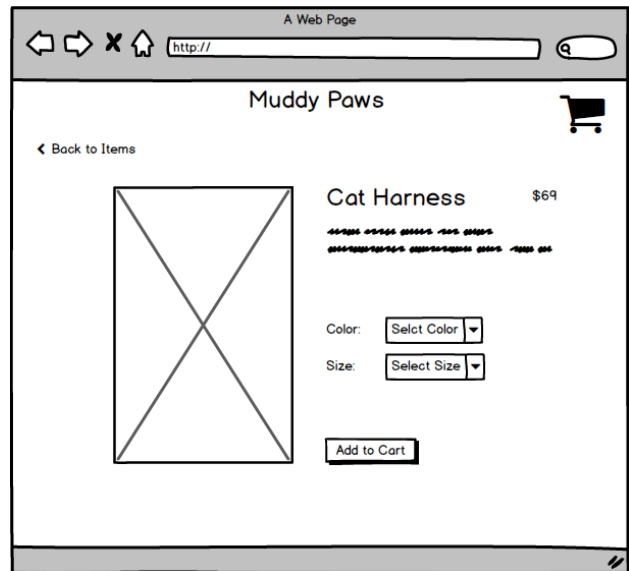 A Web Page
http://
Muddy Paws
Back to Items
Cat Harness $69
Color: Selct Color
Size: Select Size
Add to Cart